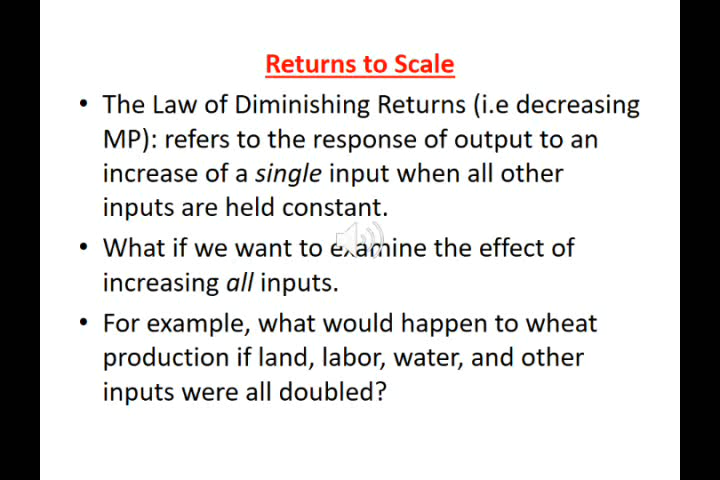 Returns to Scale
• The Law of Diminishing Returns (i.e decreasing
MP): refers to the response of output to an
increase of a single input when all other
inputs are held constant.
• What if we want to examine the effect of
increasing all inputs.
• For example, what would happen to wheat
production if land, labor, water, and other
inputs were all doubled?